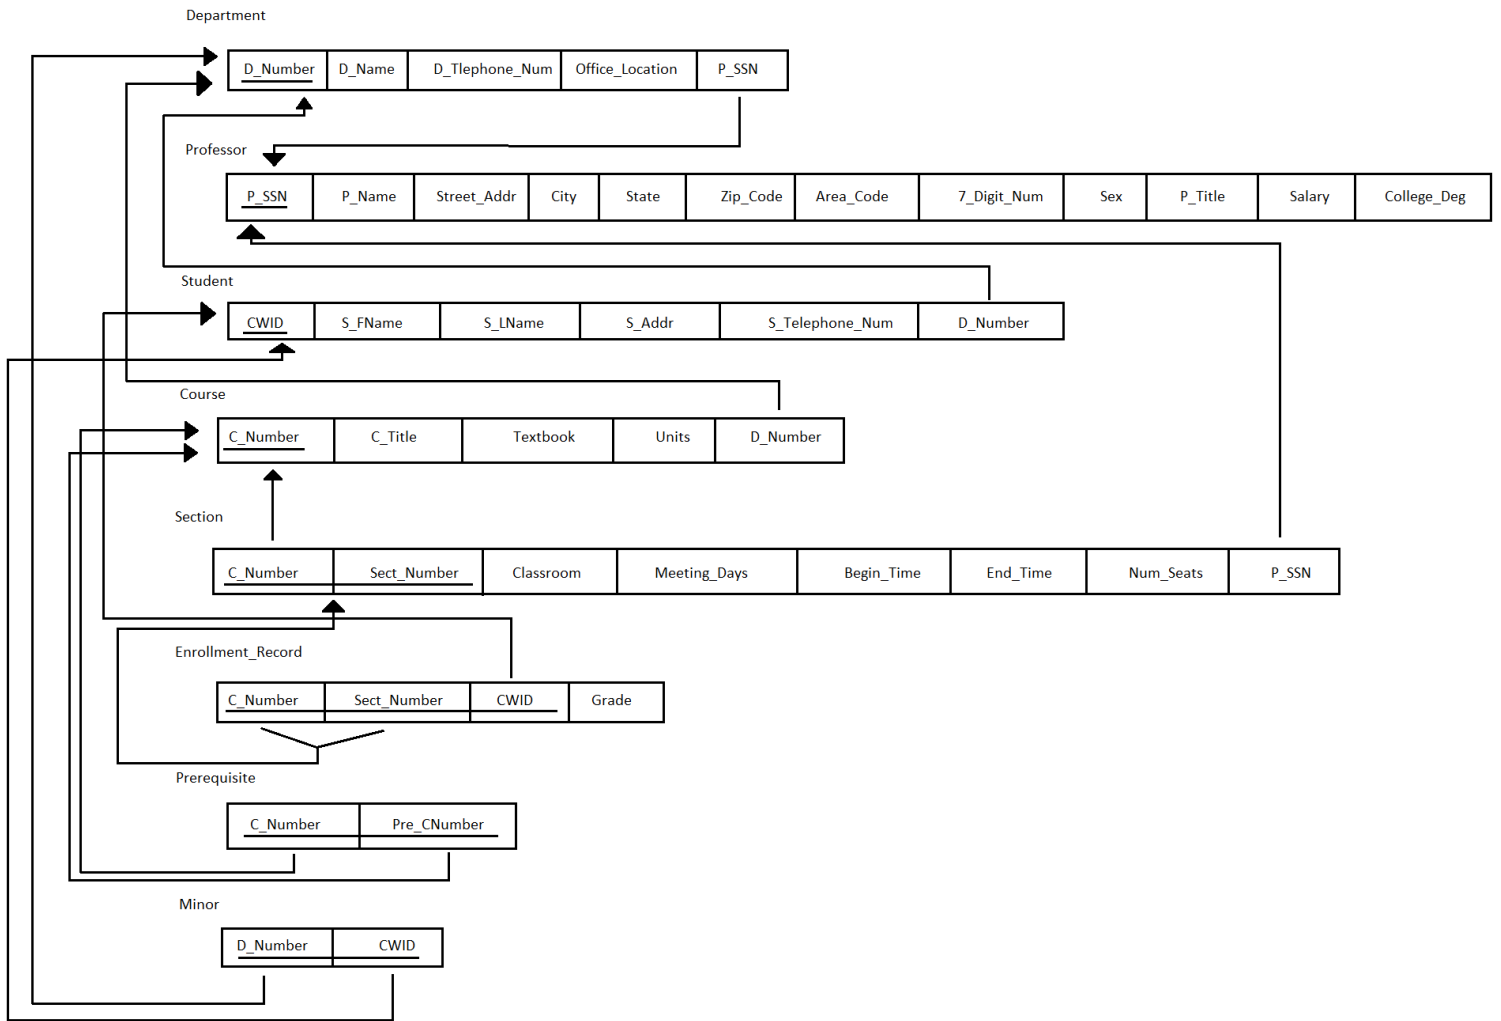 Department
D_Number D_Name D_Tlephone_Num Office_Location P_SSN
Professor
P_SSN P_Name Street_Addr City State Zip_Code Area_Code 7_Digit_Num Sex P_Title Salary College_Deg
Student
CWID S_FName S_LName S_Addr S_Telephone_Num D_Number
Course
C_Number C_Title Textbook Units D_Number
Section
C_Number Sect_Number Classroom Meeting_Days Begin_Time End_Time Num_Seats P_SSN
Enrollment_Record
C_Number Sect_Number CWID Grade
Prerequisite
C_Number Pre_CNumber
Minor
D_Number CWID